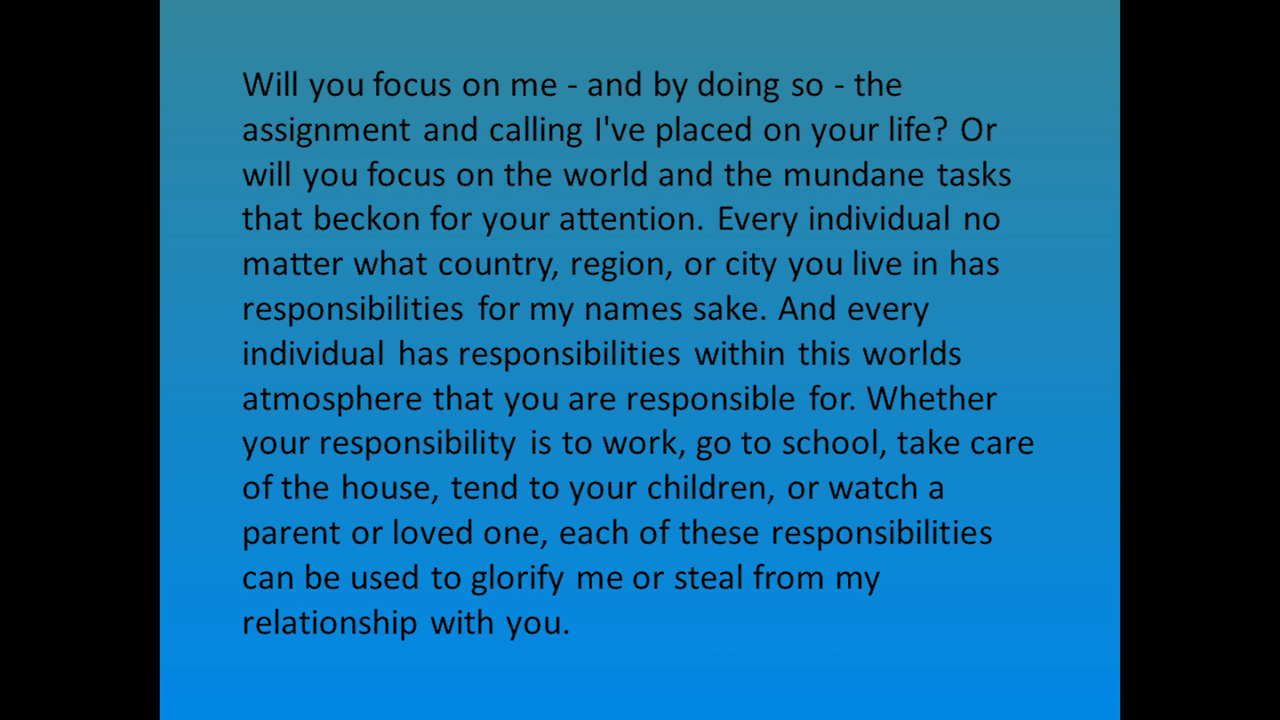 Will you focus on me - and by doing so - the
assignment and calling I've placed on your life? Or
will you focus on the world and the mundane tasks
that beckon for your attention. Every individual no
matter what country, region, or city you live in has
responsibilities for my names sake. And every
individual has responsibilities within this worlds
atmosphere that you are responsible for. Whether
your responsibility is to work, go to school, take care
of the house, tend to your children, or watch a
parent or loved one, each of these responsibilities
can be used to glorify me or steal from my
relationship with you.